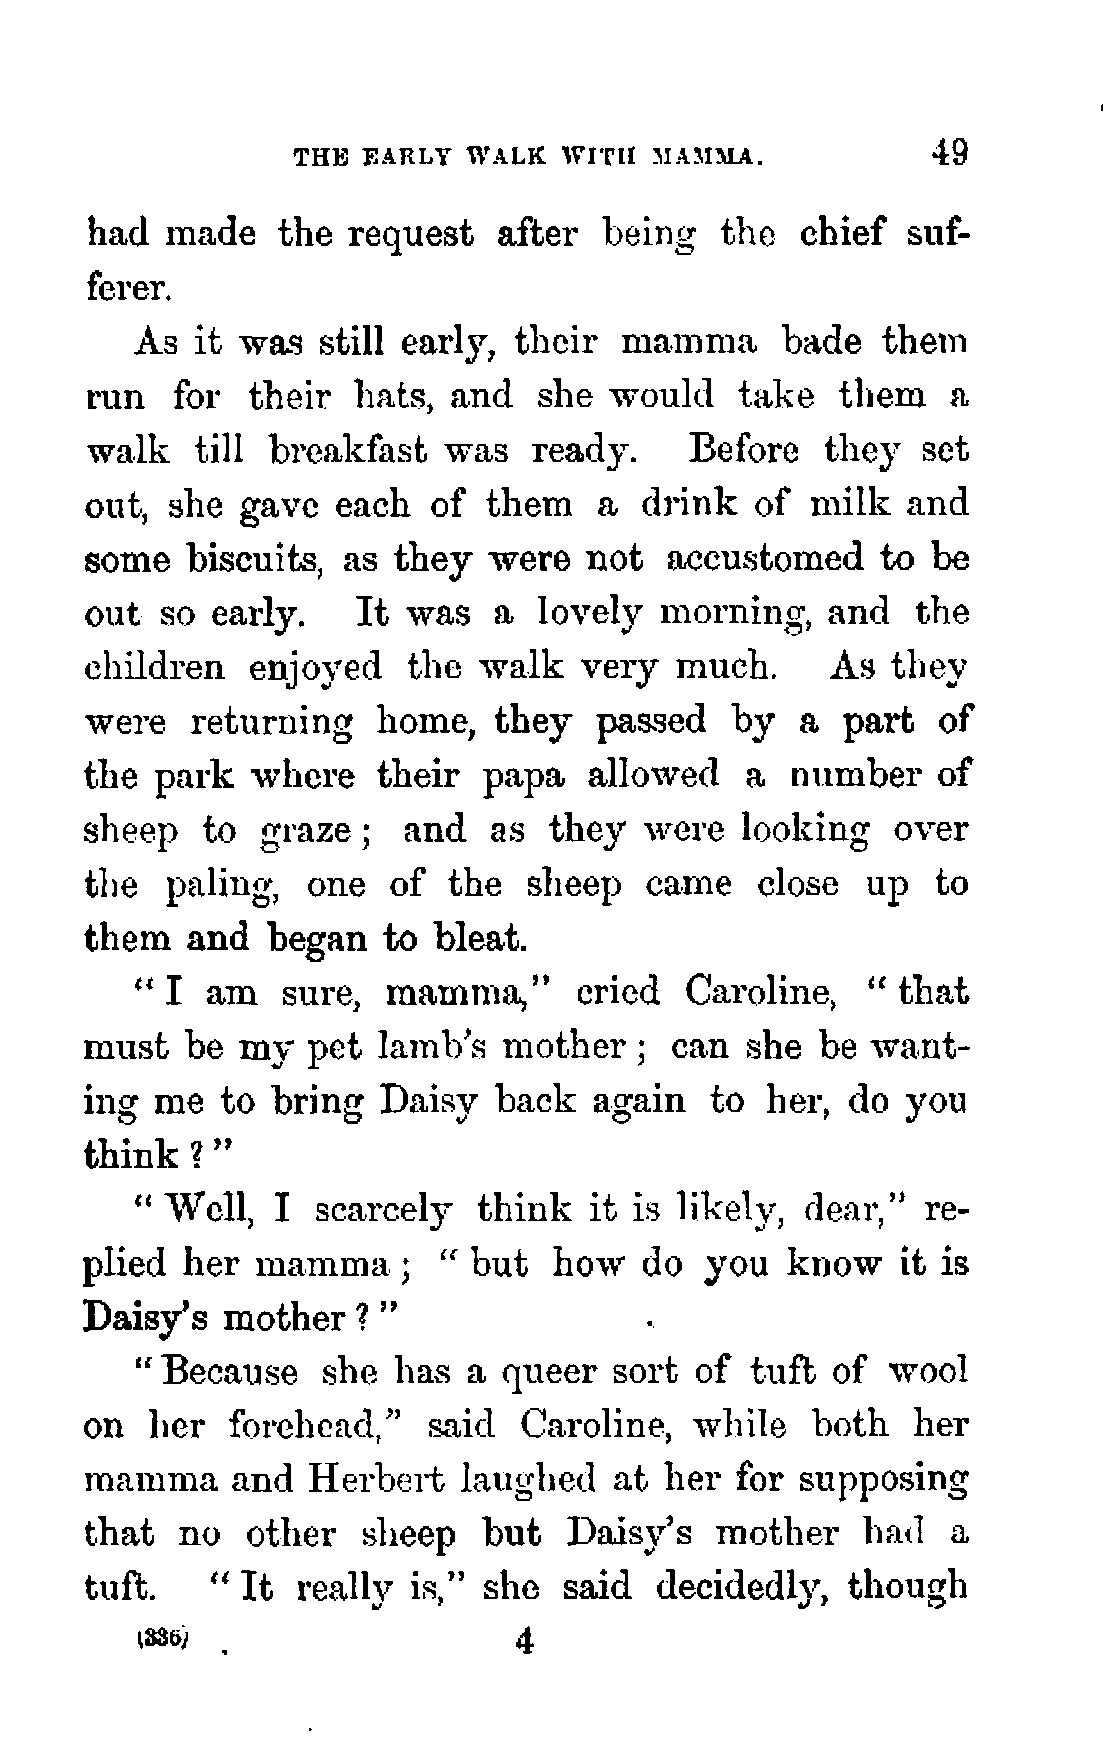 THE EARLY WALK WITH MAMMA. 49
had made the request after being the chief suf-
ferer.
As it was still early, their mamma bade them
run for their hats, and she would take them a
walk till breakfast was ready. Before they set
out, she gave each of them a drink of milk and
some biscuits, as they were not accustomed to be
out so early. It was a lovely morning, and the
children enjoyed the walk very much. As they
were returning home, they passed by a part of
the park where their papa allowed a number of
sheep to graze; and as they were looking over
the paling, one of the sheep came close up to
them and began to bleat.
"I am sure, mamma," cried Caroline, "that
must be my pet lamb's mother; can she be want-
ing me to bring Daisy back again to her, do you
think?"
"Well, I scarcely think it is likely, dear," re-
plied her mamma; "but how do you know it is
Daisy's mother?"
"Because she has a queer sort of tuft of wool
on her forehead," said Caroline, while both her
mamma and Herbert laughed at her for supposing
that no other sheep but Daisy's mother had a
tuft. "It really is," she said decidedly, though
(336) 4